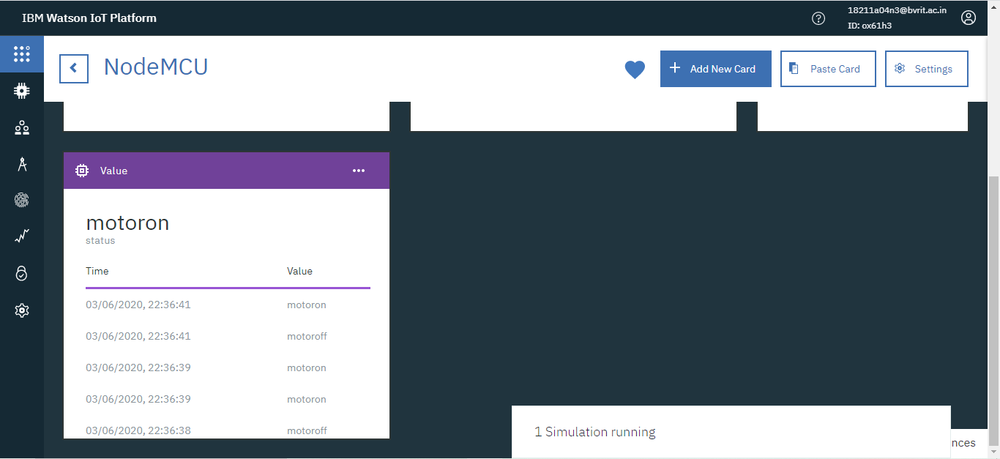 IBM Watson IoT Platform
18211a04n3@bvrit.ac.in
ID: ox61h3
NodeMCU
Add New Card
Paste Card
Settings
Value
motoron
status
Time Value
03/06/2020, 22:36:41 motoron
03/06/2020, 22:36:41 motoroff
03/06/2020, 22:36:39 motoron
03/06/2020, 22:36:39 motoron
03/06/2020, 22:36:38 motoroff
1 Simulation running
nces